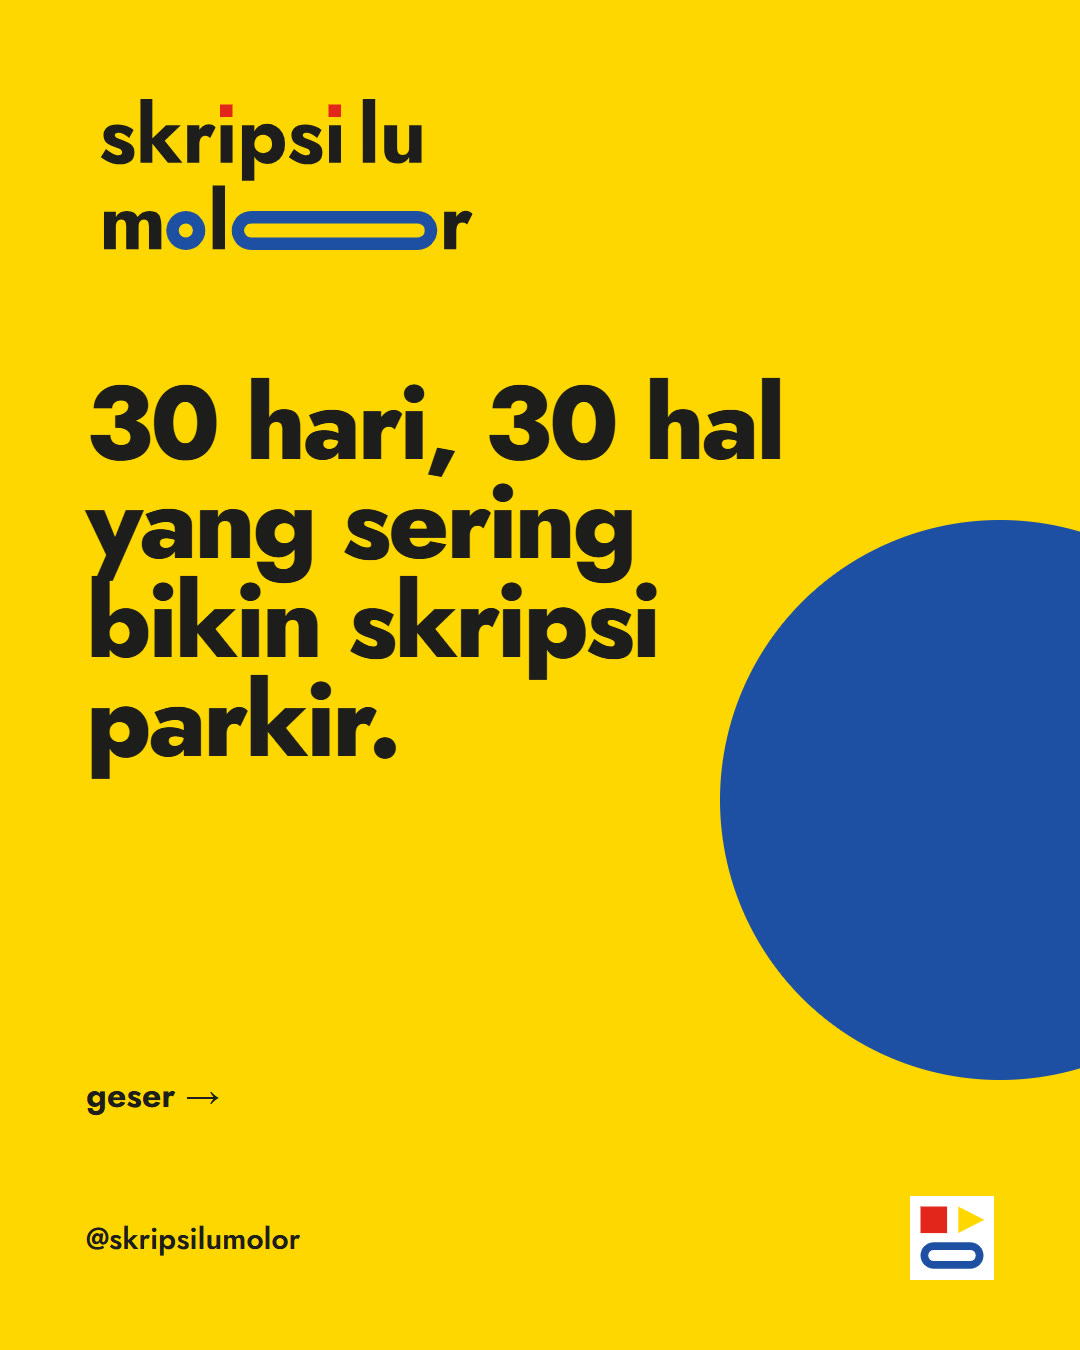 skripsi lu
molor
30 hari, 30 hal
yang sering
bikin skripsi
parkir.
geser →
@skripsilumolor